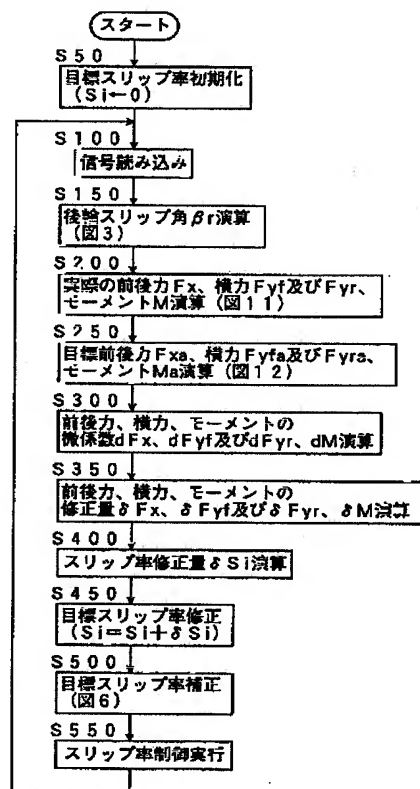 スタート
S50
目標スリップ率初期化
(Si←0)
S100
信号読み込み
S150
後輪スリップ角βr演算
(図3)
S200
実際の前後力Fx、横力Fyf及びFyr、
モーメントM演算(図11)
S250
目標前後力Fxa、横力Fyfa及びFyra、
モーメントMa演算(図12)
S300
前後力、横力、モーメントの
微係数dFx、dFyf及びdFyr、dM演算
S350
前後力、横力、モーメントの
修正量δFx、δFyf及びδFyr、δM演算
S400
スリップ率修正量δSi演算
S450
目標スリップ率修正
(Si=Si+δSi)
S500
目標スリップ率補正
(図6)
S550
スリップ率制御実行